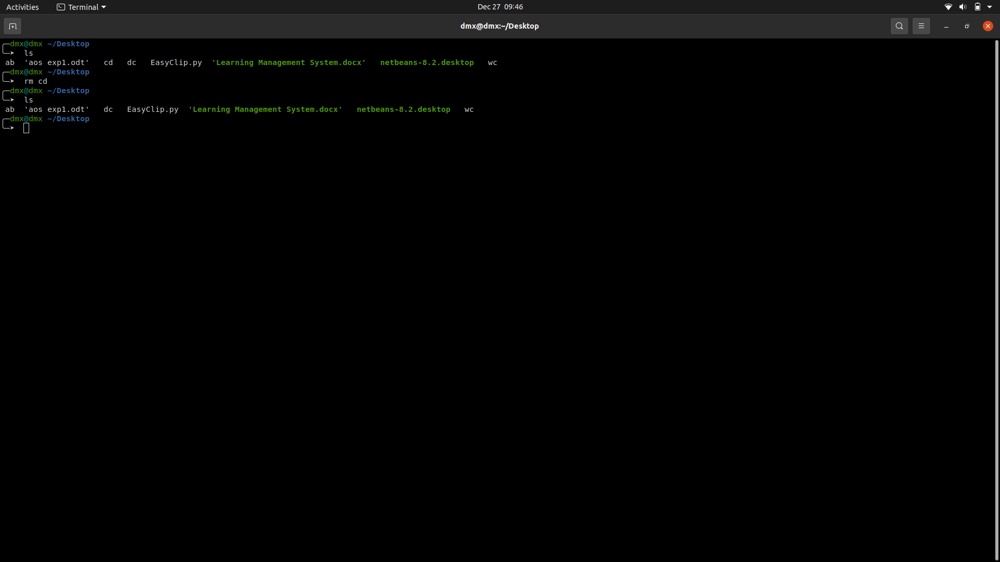 Activities Terminal Dec 27 09:46
dmx@dmx:~/Desktop
dmx@dmx ~/Desktop
➤ ls
ab 'aos exp1.odt' cd dc EasyClip.py 'Learning Management System.docx' netbeans-8.2.desktop wc
dmx@dmx ~/Desktop
➤ rm cd
dmx@dmx ~/Desktop
➤ ls
ab 'aos exp1.odt' dc EasyClip.py 'Learning Management System.docx' netbeans-8.2.desktop wc
dmx@dmx ~/Desktop
➤